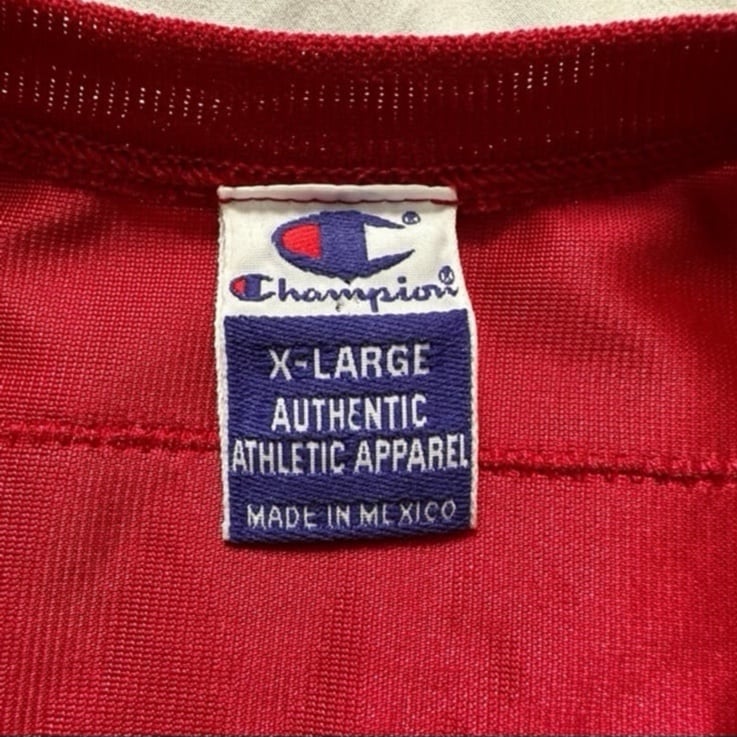 ®
Champion®
X-LARGE
AUTHENTIC
ATHLETIC APPAREL
MADE IN MEXICO